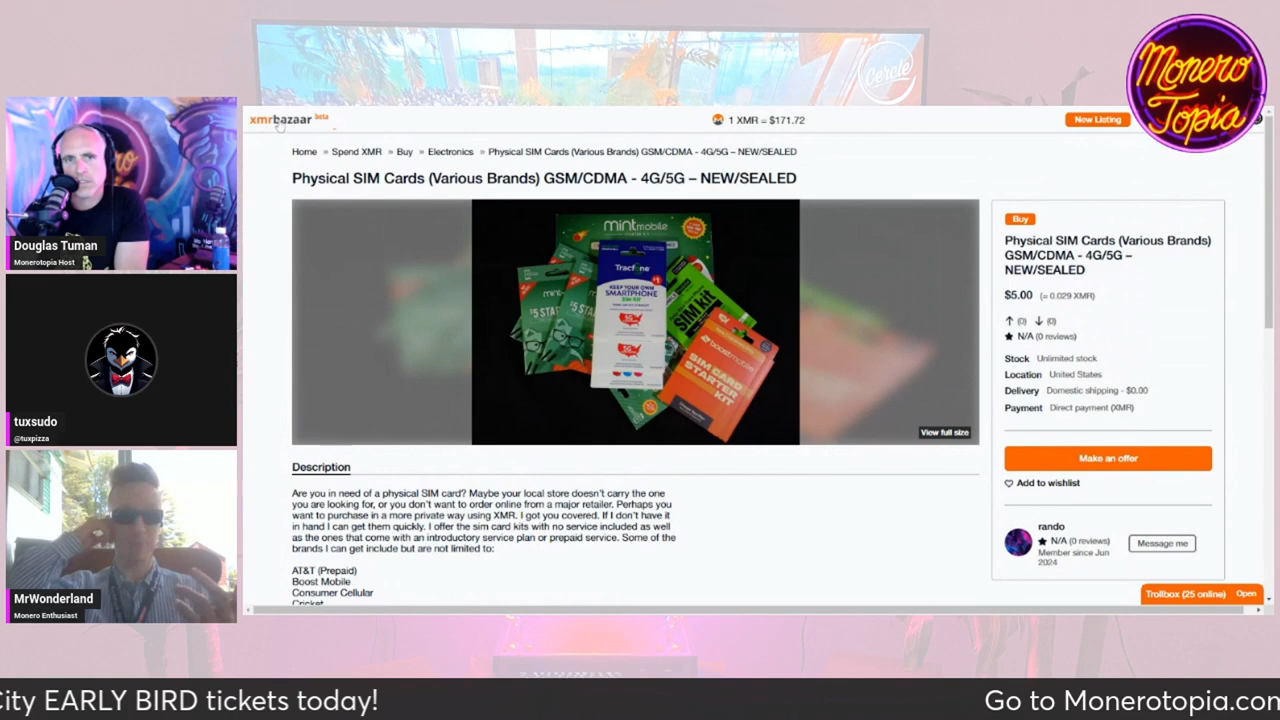 Cercle
Monero
Topia
xmrbazaar beta
1 XMR = $171.72
New Listing
Home » Spend XMR » Buy » Electronics » Physical SIM Cards (Various Brands) GSM/CDMA - 4G/5G – NEW/SEALED
Physical SIM Cards (Various Brands) GSM/CDMA - 4G/5G – NEW/SEALED
mintmobile
Tracfone
KEEP YOUR OWN
SMARTPHONE
SIM Kit
mint
$5 STAR
SIM kit
boostmobile
SIM CARD
STARTER
KIT
View full size
Buy
Physical SIM Cards (Various Brands)
GSM/CDMA - 4G/5G –
NEW/SEALED
$5.00 (≈ 0.029 XMR)
↑ (0) ↓ (0)
★ N/A (0 reviews)
Stock Unlimited stock
Location United States
Delivery Domestic shipping - $0.00
Payment Direct payment (XMR)
Make an offer
Add to wishlist
rando
★ N/A (0 reviews)
Member since Jun
2024
Message me
Trollbox (25 online) Open
Description
Are you in need of a physical SIM card? Maybe your local store doesn't carry the one
you are looking for, or you don't want to order online from a major retailer. Perhaps you
want to purchase in a more private way using XMR. I got you covered. If I don't have it
in hand I can get them quickly. I offer the sim card kits with no service included as well
as the ones that come with an introductory service plan or prepaid service. Some of the
brands I can get include but are not limited to:
AT&T (Prepaid)
Boost Mobile
Consumer Cellular
Cricket
Douglas Tuman
Monerotopia Host
tuxsudo
@tuxpizza
MrWonderland
Monero Enthusiast
City EARLY BIRD tickets today!
Go to Monerotopia.com